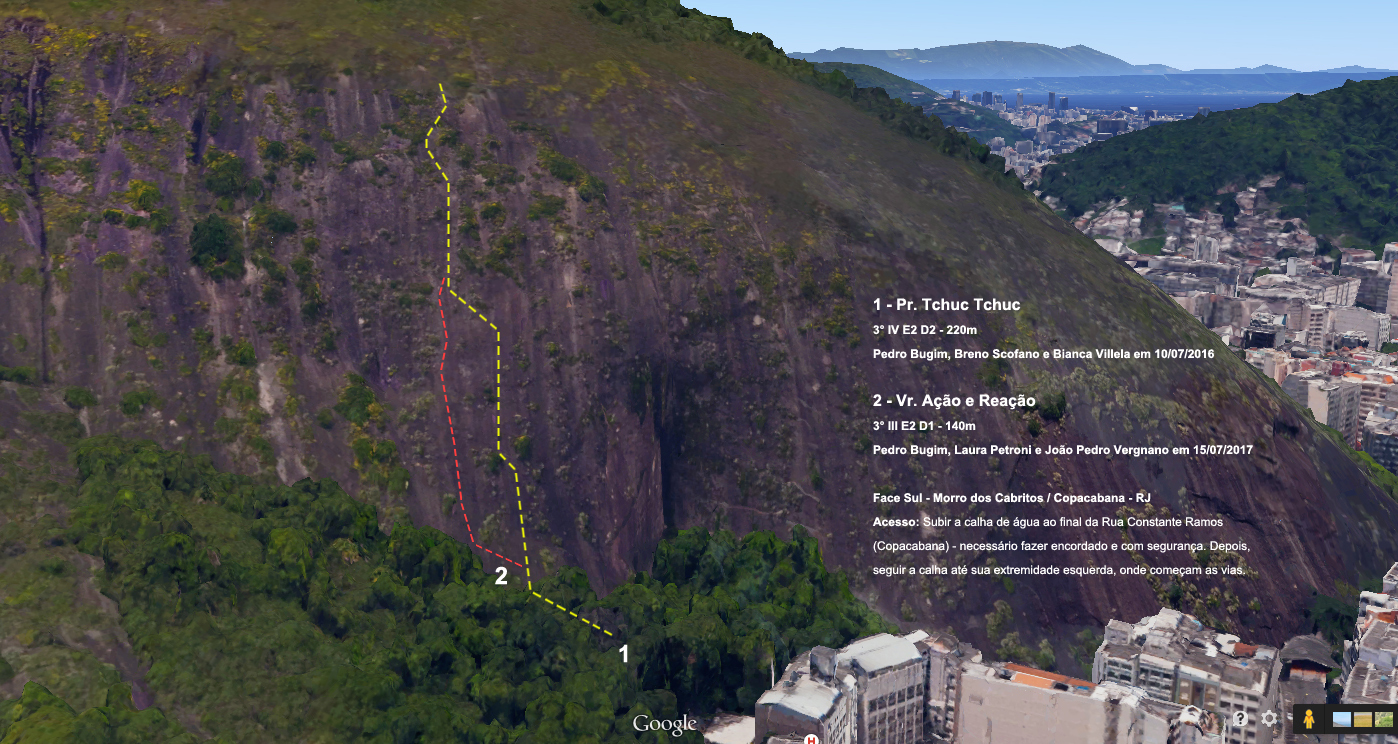 1 - Pr. Tchuc Tchuc
3° IV E2 D2 - 220m
Pedro Bugim, Breno Scofano e Bianca Villela em 10/07/2016
2 - Vr. Ação e Reação
3° III E2 D1 - 140m
Pedro Bugim, Laura Petroni e João Pedro Vergnano em 15/07/2017
Face Sul - Morro dos Cabritos / Copacabana - RJ
Acesso: Subir a calha de água ao final da Rua Constante Ramos
(Copacabana) - necessário fazer encordado e com segurança. Depois,
seguir a calha até sua extremidade esquerda, onde começam as vias.
2
1
Google
H
?